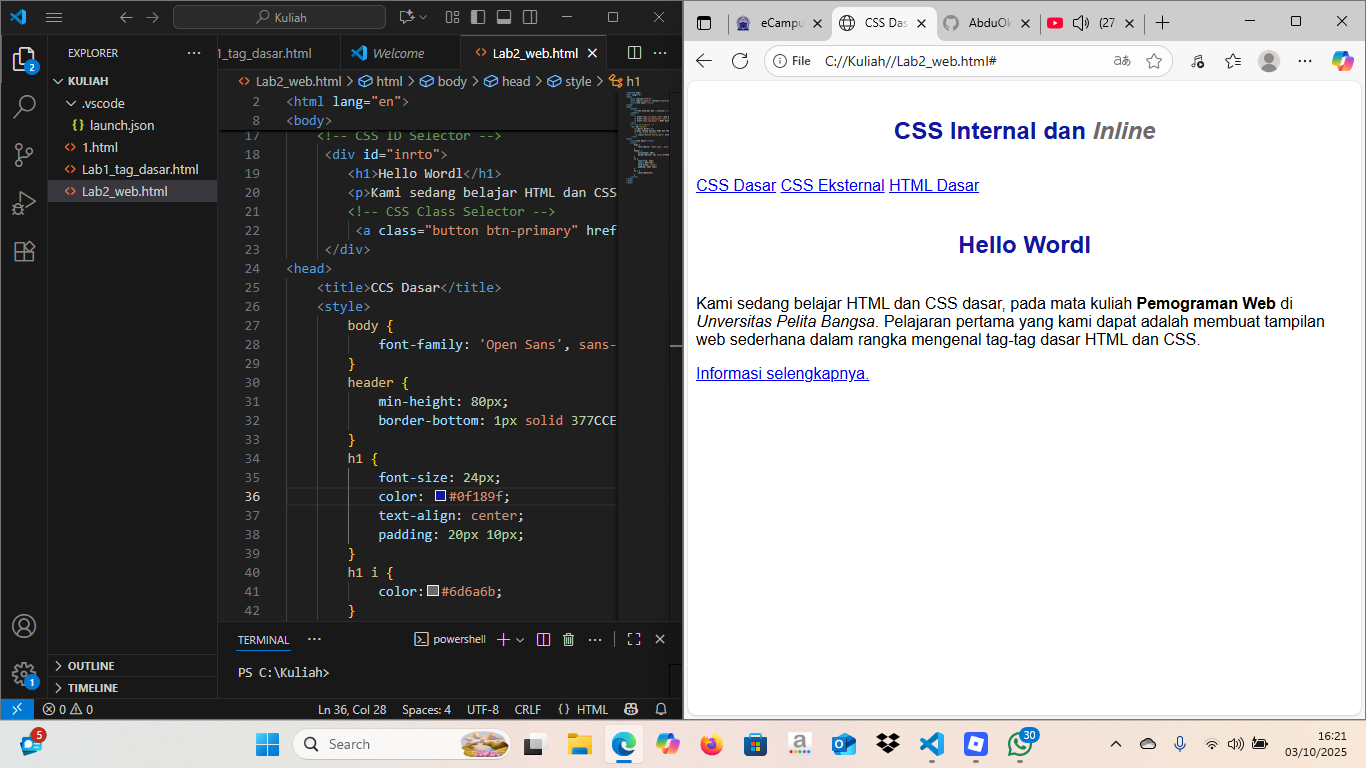 Kuliah
EXPLORER
KULIAH
.vscode
launch.json
1.html
Lab1_tag_dasar.html
Lab2_web.html
OUTLINE
TIMELINE
2
1
1_tag_dasar.html
Welcome
Lab2_web.html
Lab2_web.html > html > body > head > style > h1
2 <html lang="en">
8 <body>
17 <!-- CSS ID Selector -->
18 <div id="inrto">
19 <h1>Hello Wordl</h1>
20 <p>Kami sedang belajar HTML dan CSS
21 <!-- CSS Class Selector -->
22 <a class="button btn-primary" href
23 </div>
24 <head>
25 <title>CCS Dasar</title>
26 <style>
27 body {
28 font-family: 'Open Sans', sans-
29 }
30 header {
31 min-height: 80px;
32 border-bottom: 1px solid 377CCE
33 }
34 h1 {
35 font-size: 24px;
36 color: #0f189f;
37 text-align: center;
38 padding: 20px 10px;
39 }
40 h1 i {
41 color:#6d6a6b;
42 }
TERMINAL
powershell
PS C:\Kuliah>
0 0
Ln 36, Col 28 Spaces: 4 UTF-8 CRLF {} HTML
eCampu
CSS Das
AbduOk
(27
File C://Kuliah//Lab2_web.html#
CSS Internal dan Inline
CSS Dasar CSS Eksternal HTML Dasar
Hello Wordl
Kami sedang belajar HTML dan CSS dasar, pada mata kuliah Pemograman Web di
Unversitas Pelita Bangsa. Pelajaran pertama yang kami dapat adalah membuat tampilan
web sederhana dalam rangka mengenal tag-tag dasar HTML dan CSS.
Informasi selengkapnya.
5
Search
a
30
16:21
03/10/2025